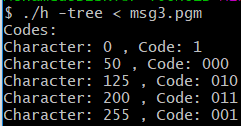 $ ./h -tree < msg3.pgm
Codes:
Character: 0 , Code: 1
Character: 50 , Code: 000
Character: 125 , Code: 010
Character: 200 , Code: 011
Character: 255 , Code: 001